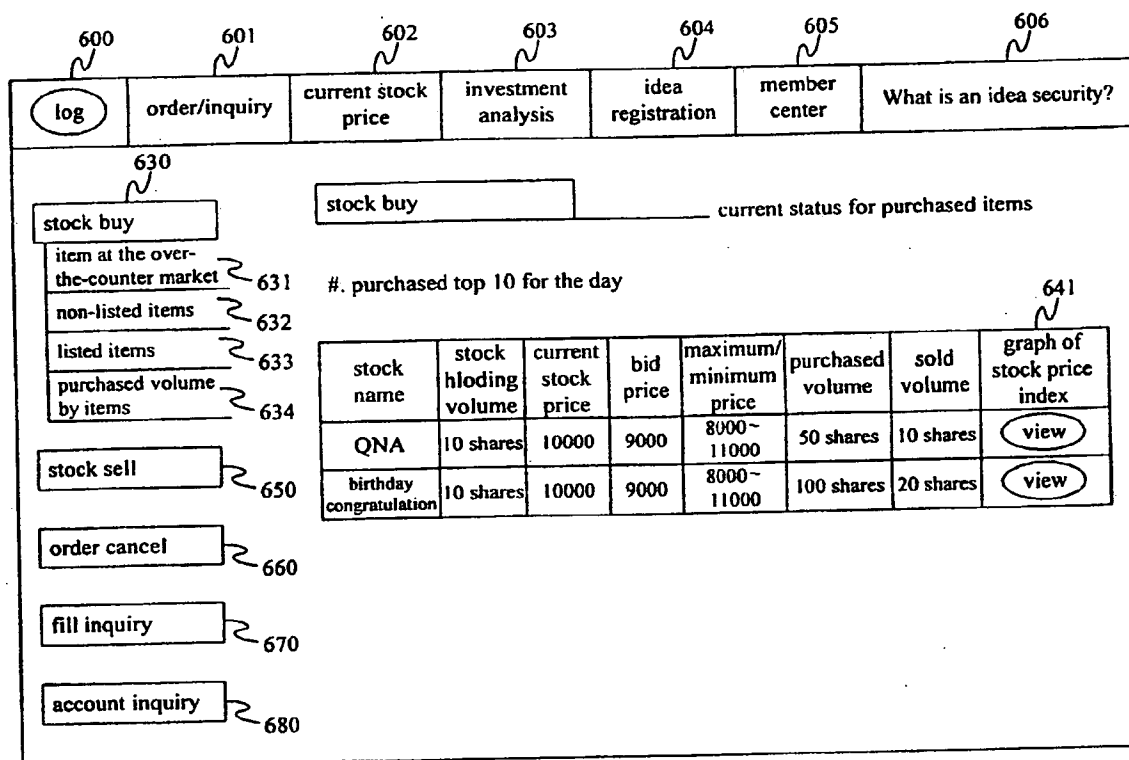 600
601
602
603
604
605
606
log
order/inquiry
current stock
price
investment
analysis
idea
registration
member
center
What is an idea security?
630
stock buy
item at the over-
the-counter market
631
non-listed items
632
listed items
633
purchased volume
by items
634
stock sell
650
order cancel
660
fill inquiry
670
account inquiry
680
stock buy
current status for purchased items
#. purchased top 10 for the day
641
stock
name
stock
hloding
volume
current
stock
price
bid
price
maximum/
minimum
price
purchased
volume
sold
volume
graph of
stock price
index
QNA
10 shares
10000
9000
8000~
11000
50 shares
10 shares
view
birthday
congratulation
10 shares
10000
9000
8000~
11000
100 shares
20 shares
view